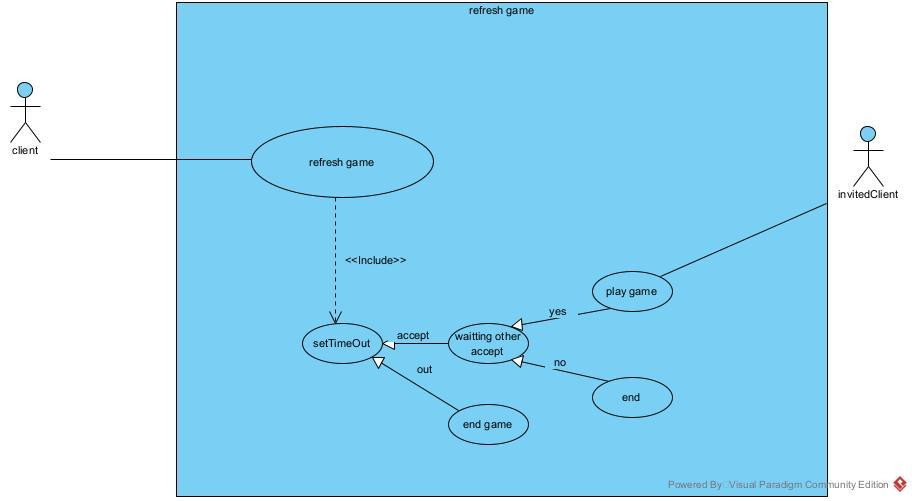 refresh game
client
refresh game
invitedClient
<<Include>>
play game
yes
setTimeOut
accept
waitting other
accept
out
no
end
end game
Powered By: Visual Paradigm Community Edition